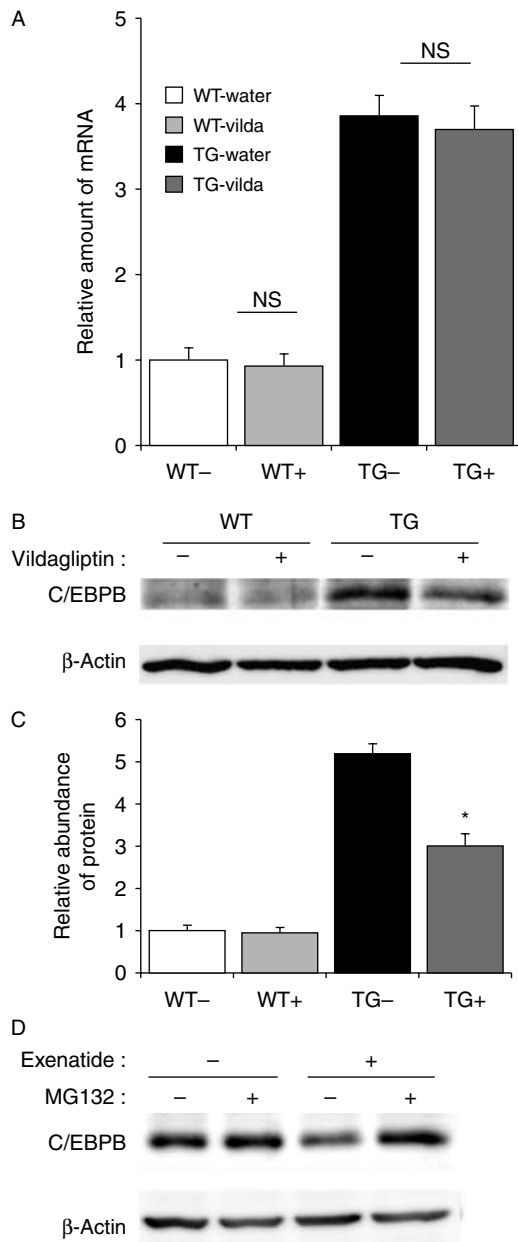 A
Relative amount of mRNA
5
4
3
2
1
0
WT-water
WT-vilda
TG-water
TG-vilda
NS
NS
WT– WT+ TG– TG+
B
WT TG
Vildagliptin : – + – +
C/EBPB
β-Actin
C
Relative abundance
of protein
6
5
4
3
2
1
0
*
WT– WT+ TG– TG+
D
Exenatide : – +
MG132 : – + – +
C/EBPB
β-Actin